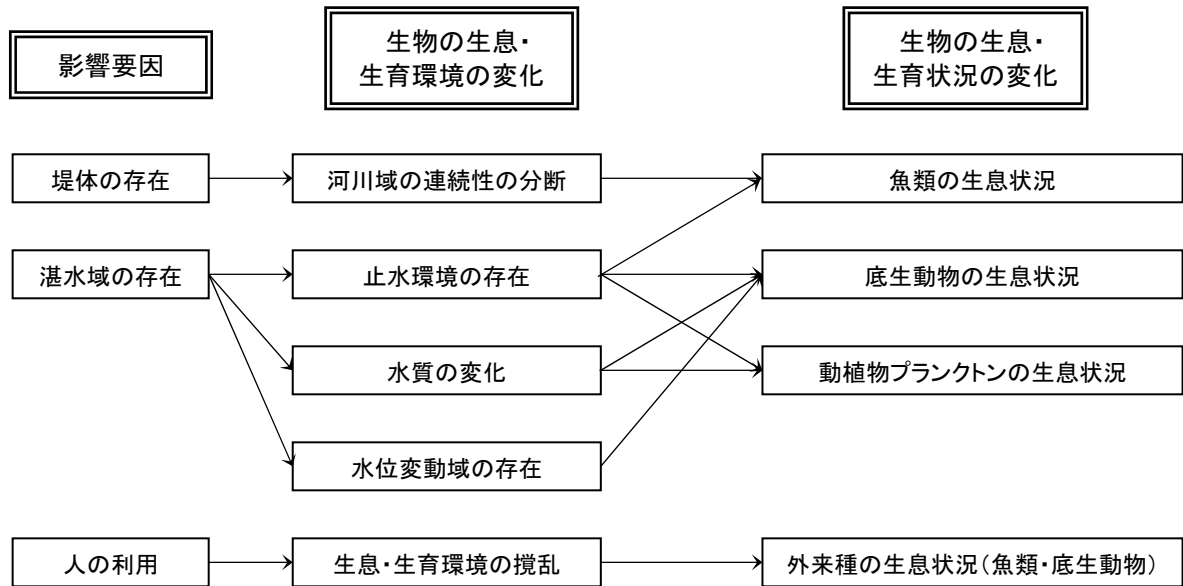 影響要因
生物の生息・
生育環境の変化
生物の生息・
生育状況の変化
堤体の存在
河川域の連続性の分断
魚類の生息状況
湛水域の存在
止水環境の存在
底生動物の生息状況
水質の変化
動植物プランクトンの生息状況
水位変動域の存在
人の利用
生息・生育環境の撹乱
外来種の生息状況(魚類・底生動物)